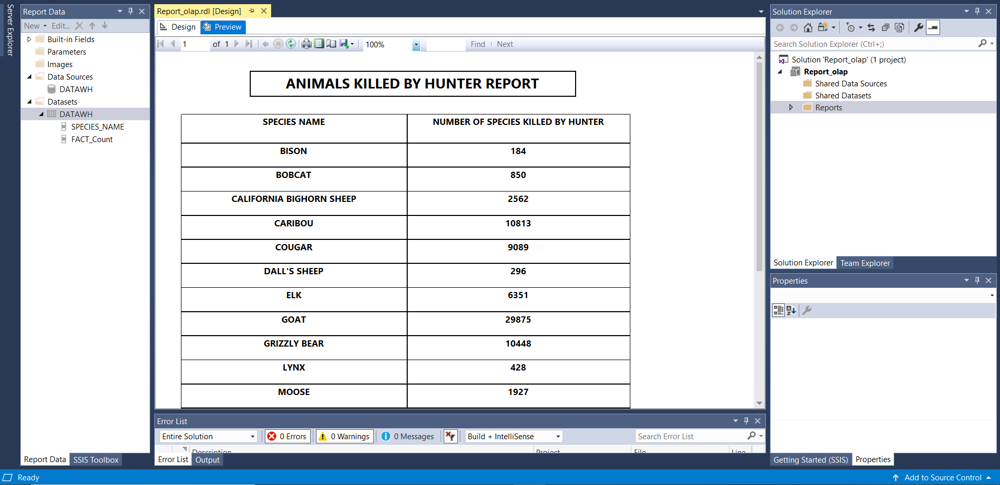 Server Explorer
Report Data
New Edit...
Built-in Fields
Parameters
Images
Data Sources
DATAWH
Datasets
DATAWH
SPECIES_NAME
FACT_Count
Report Data SSIS Toolbox
Report_olap.rdl [Design]
Design Preview
1 of 1 100% Find Next
ANIMALS KILLED BY HUNTER REPORT
SPECIES NAME NUMBER OF SPECIES KILLED BY HUNTER
BISON 184
BOBCAT 850
CALIFORNIA BIGHORN SHEEP 2562
CARIBOU 10813
COUGAR 9089
DALL'S SHEEP 296
ELK 6351
GOAT 29875
GRIZZLY BEAR 10448
LYNX 428
MOOSE 1927
Error List
Entire Solution 0 Errors 0 Warnings 0 Messages Build + IntelliSense Search Error List
Description Project File Line
Error List Output
Solution Explorer
Search Solution Explorer (Ctrl+;)
Solution 'Report_olap' (1 project)
Report_olap
Shared Data Sources
Shared Datasets
Reports
Solution Explorer Team Explorer
Properties
Getting Started (SSIS) Properties
Ready Add to Source Control